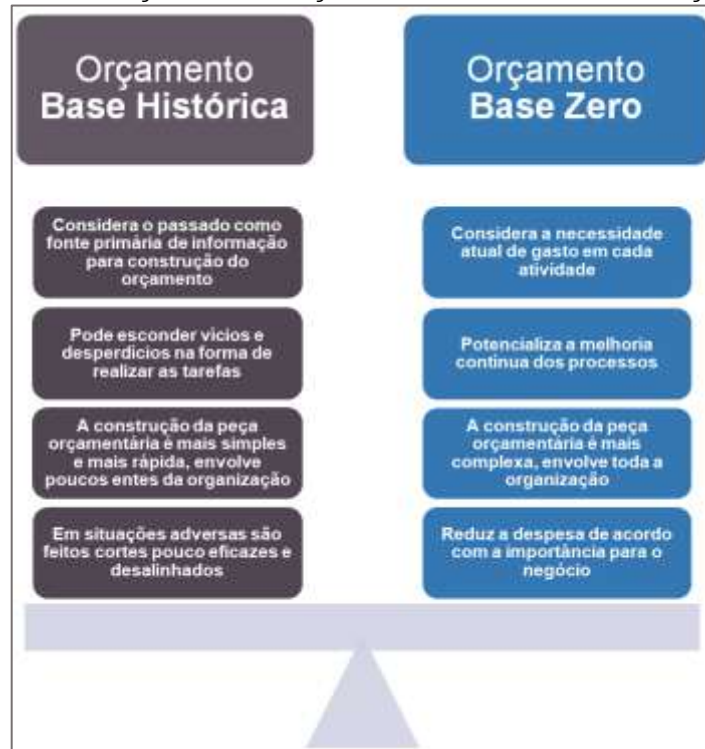 Orçamento
Base Histórica
Orçamento
Base Zero
Considera o passado como
fonte primária de informação
para construção do
orçamento
Considera a necessidade
atual de gasto em cada
atividade
Pode esconder vícios e
desperdícios na forma de
realizar as tarefas
Potencializa a melhoria
contínua dos processos
A construção da peça
orçamentária é mais simples
e mais rápida, envolve
poucos entes da organização
A construção da peça
orçamentária é mais
complexa, envolve toda a
organização
Em situações adversas são
feitos cortes pouco eficazes e
desalinhados
Reduz a despesa de acordo
com a importância para o
negócio